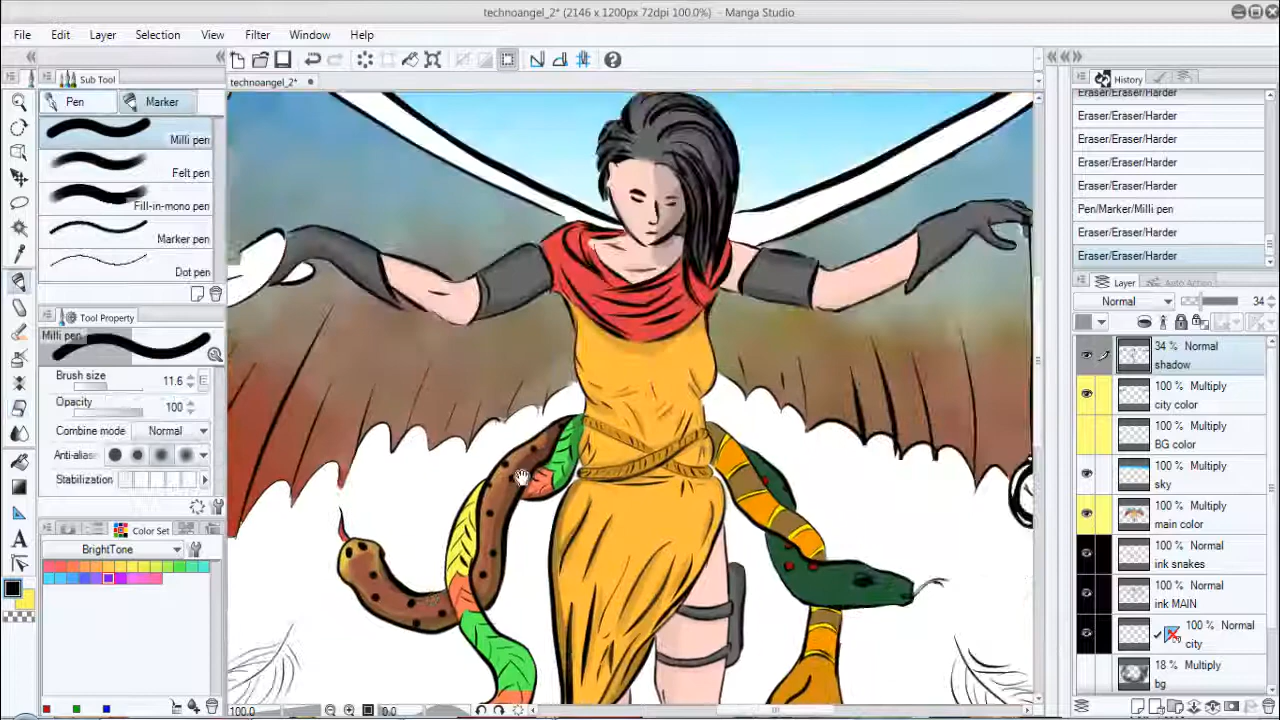 technoangel_2* (2146 x 1200px 72dpi 100.0%) - Manga Studio
File Edit Layer Selection View Filter Window Help
Sub Tool
technoangel_2*
History
Pen Marker
Milli pen
Felt pen
Fill-in-mono pen
Marker pen
Dot pen
Eraser/Eraser/Harder
Eraser/Eraser/Harder
Eraser/Eraser/Harder
Eraser/Eraser/Harder
Eraser/Eraser/Harder
Pen/Marker/Milli pen
Eraser/Eraser/Harder
Eraser/Eraser/Harder
Layer Auto Action
Normal 34
Tool Property
Milli pen
Brush size 11.6
Opacity 100
Combine mode Normal
Anti-alias
Stabilization
Color Set
BrightTone
34 % Normal
shadow
100 % Multiply
city color
100 % Multiply
BG color
100 % Multiply
sky
100 % Multiply
main color
100 % Normal
ink snakes
100 % Normal
ink MAIN
100 % Normal
city
18 % Multiply
bg
100.0 0.0